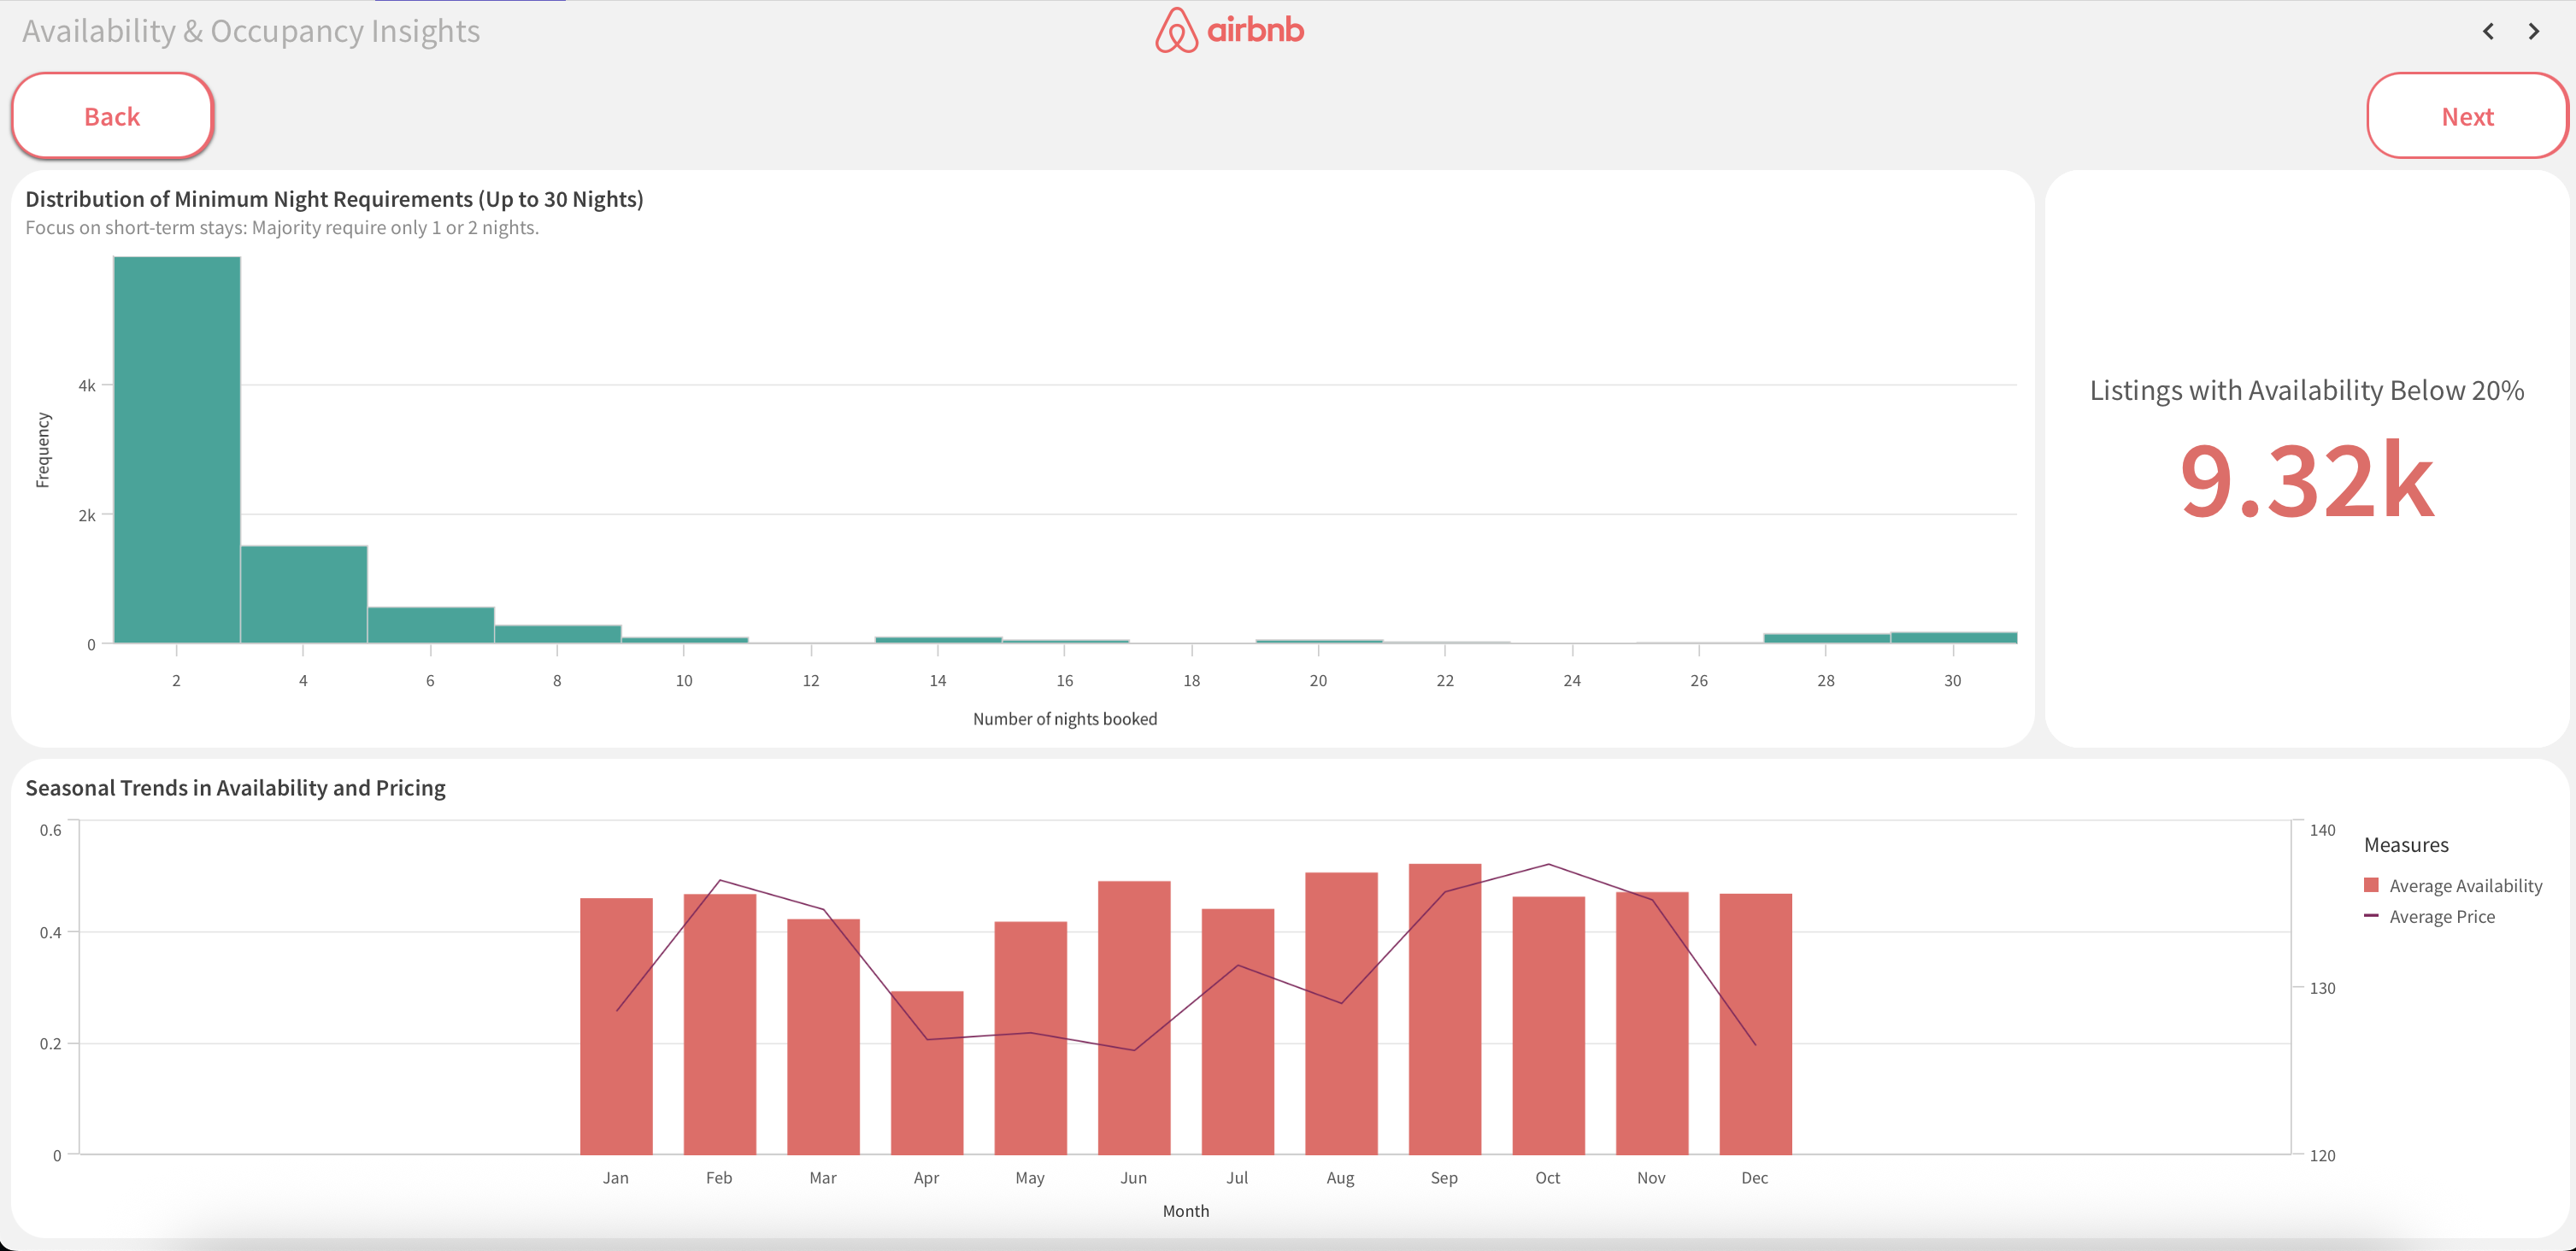 Availability & Occupancy Insights
airbnb
Back
Next
Distribution of Minimum Night Requirements (Up to 30 Nights)
Focus on short-term stays: Majority require only 1 or 2 nights.
4k
2k
0
Frequency
2 4 6 8 10 12 14 16 18 20 22 24 26 28 30
Number of nights booked
Listings with Availability Below 20%
9.32k
Seasonal Trends in Availability and Pricing
0.6
0.4
0.2
0
140
130
120
Jan Feb Mar Apr May Jun Jul Aug Sep Oct Nov Dec
Month
Measures
Average Availability
Average Price